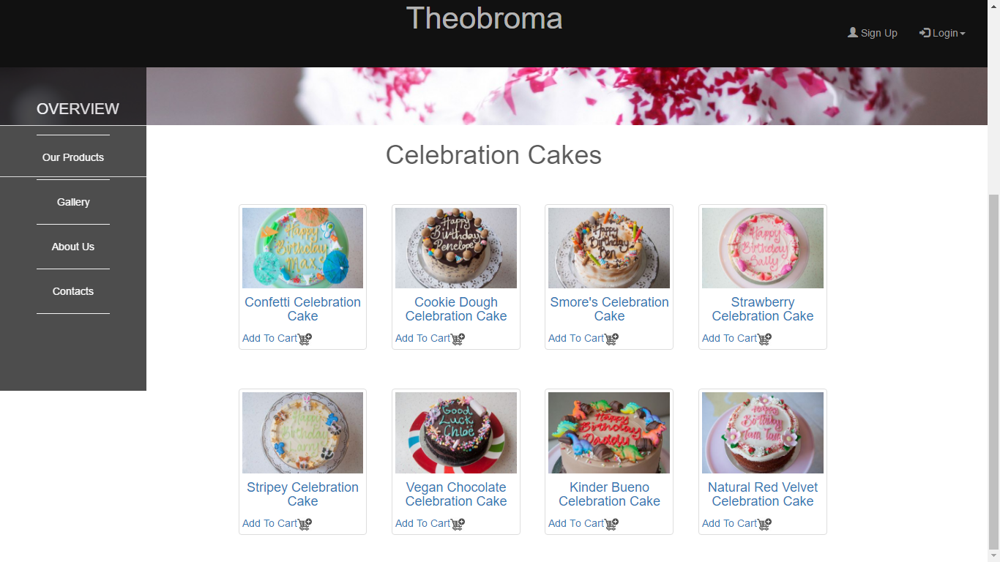 Theobroma
Sign Up
Login
OVERVIEW
Our Products
Gallery
About Us
Contacts
Celebration Cakes
Happy
Birthday
Max
Confetti Celebration
Cake
Add To Cart
Happy
Birthday
Penelope
Cookie Dough
Celebration Cake
Add To Cart
Happy
Birthday
Ben
Smore's Celebration
Cake
Add To Cart
Happy
Birthday
Sally
Strawberry
Celebration Cake
Add To Cart
Happy
Birthday
Stripey Celebration
Cake
Add To Cart
Good
Luck
Chloe
Vegan Chocolate
Celebration Cake
Add To Cart
Happy
Birthday
Daddy
Kinder Bueno
Celebration Cake
Add To Cart
Happy
Birthday
Tam Tam
Natural Red Velvet
Celebration Cake
Add To Cart